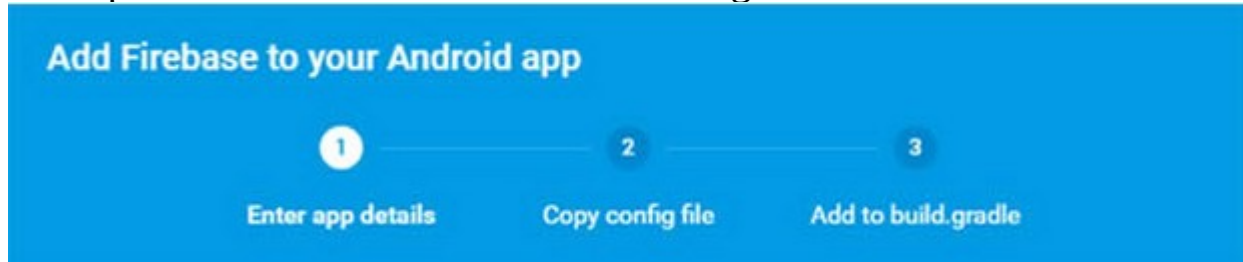 Add Firebase to your Android app
1 2 3
Enter app details Copy config file Add to build.gradle